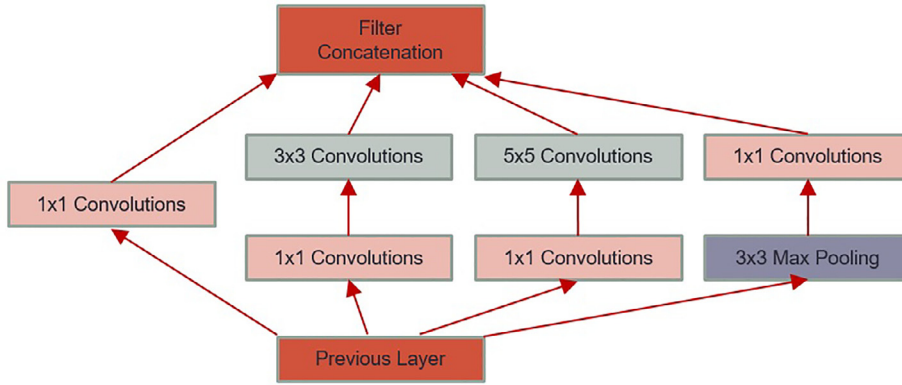 Filter
Concatenation
3x3 Convolutions
5x5 Convolutions
1x1 Convolutions
1x1 Convolutions
1x1 Convolutions
1x1 Convolutions
3x3 Max Pooling
Previous Layer